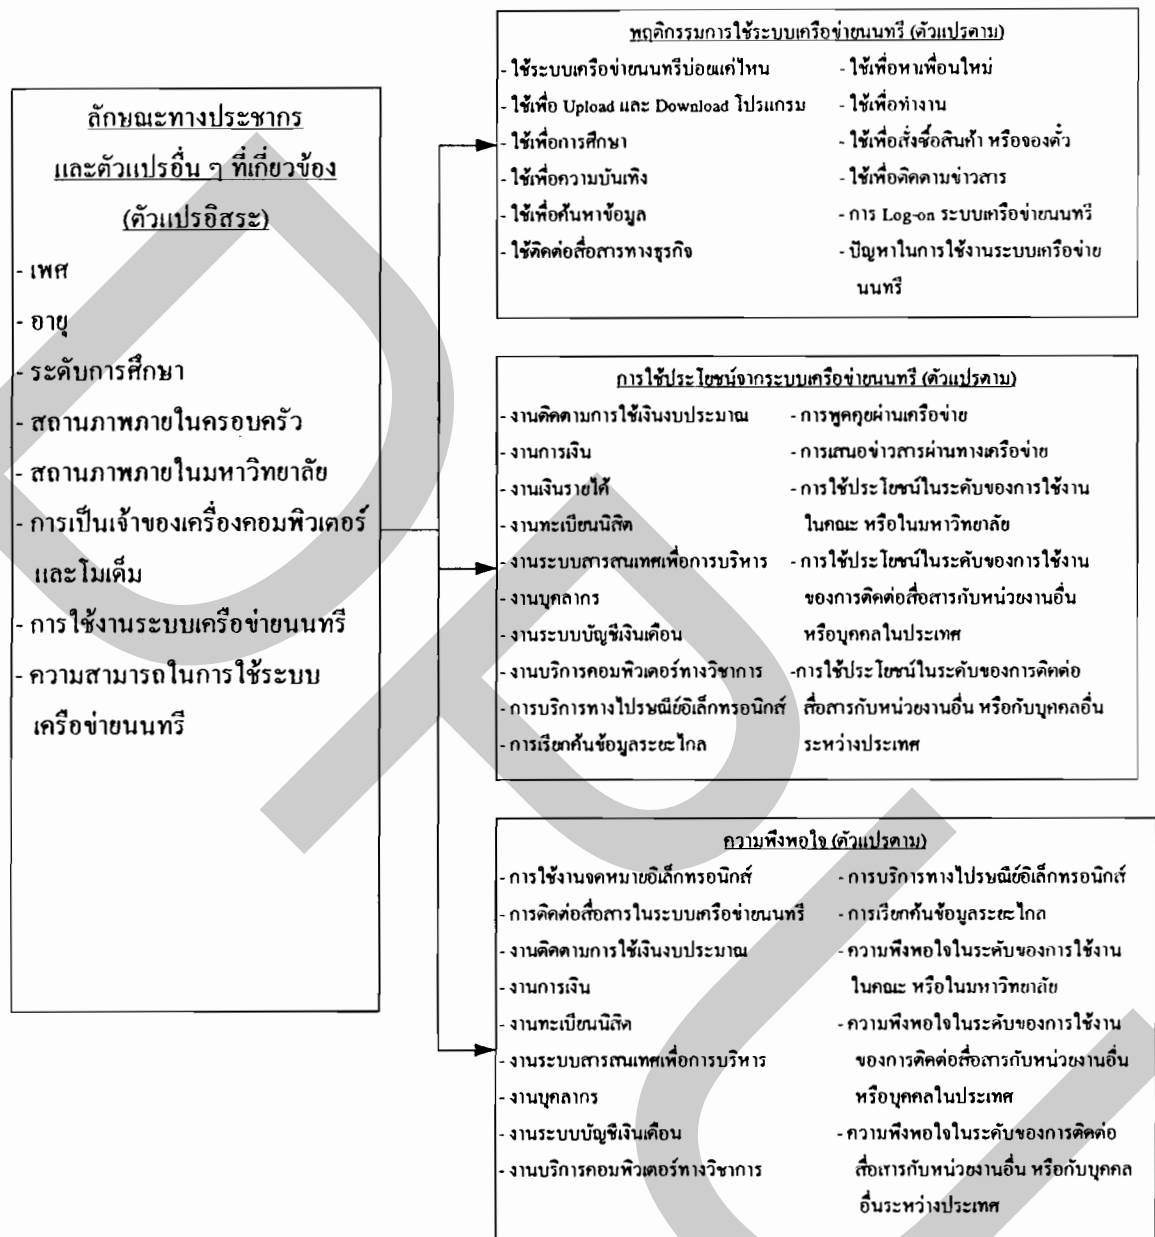 ลักษณะทางประชากร
และตัวแปรอื่น ๆ ที่เกี่ยวข้อง
(ตัวแปรอิสระ)
- เพศ
- อายุ
- ระดับการศึกษา
- สถานภาพภายในครอบครัว
- สถานภาพภายในมหาวิทยาลัย
- การเป็นเจ้าของเครื่องคอมพิวเตอร์
และโมเด็ม
- การใช้งานระบบเครือข่ายนนทรี
- ความสามารถในการใช้ระบบ
เครือข่ายนนทรี
พฤติกรรมการใช้ระบบเครือข่ายนนทรี (ตัวแปรตาม)
- ใช้ระบบเครือข่ายนนทรีบ่อยแค่ไหน
- ใช้เพื่อ Upload และ Download โปรแกรม
- ใช้เพื่อการศึกษา
- ใช้เพื่อความบันเทิง
- ใช้เพื่อค้นหาข้อมูล
- ใช้ติดต่อสื่อสารทางธุรกิจ
- ใช้เพื่อหาเพื่อนใหม่
- ใช้เพื่อทำงาน
- ใช้เพื่อสั่งซื้อสินค้า หรือจองตั๋ว
- ใช้เพื่อติดตามข่าวสาร
- การ Log-on ระบบเครือข่ายนนทรี
- ปัญหาในการใช้งานระบบเครือข่าย
นนทรี
การใช้ประโยชน์จากระบบเครือข่ายนนทรี (ตัวแปรตาม)
- งานติดตามการใช้เงินงบประมาณ
- งานการเงิน
- งานเงินรายได้
- งานทะเบียนนิสิต
- งานระบบสารสนเทศเพื่อการบริหาร
- งานบุคลากร
- งานระบบบัญชีเงินเดือน
- งานบริการคอมพิวเตอร์ทางวิชาการ
- การบริการทางไปรษณีย์อิเล็กทรอนิกส์
- การเรียกค้นข้อมูลระยะไกล
- การพูดคุยผ่านเครือข่าย
- การเสนอข่าวสารผ่านทางเครือข่าย
- การใช้ประโยชน์ในระดับของการใช้งาน
ในคณะ หรือในมหาวิทยาลัย
- การใช้ประโยชน์ในระดับของการใช้งาน
ของการติดต่อสื่อสารกับหน่วยงานอื่น
หรือบุคคลในประเทศ
-การใช้ประโยชน์ในระดับของการติดต่อ
สื่อสารกับหน่วยงานอื่น หรือกับบุคคลอื่น
ระหว่างประเทศ
ความพึงพอใจ (ตัวแปรตาม)
- การใช้งานจดหมายอิเล็กทรอนิกส์
- การติดต่อสื่อสารในระบบเครือข่ายนนทรี
- งานติดตามการใช้เงินงบประมาณ
- งานการเงิน
- งานทะเบียนนิสิต
- งานระบบสารสนเทศเพื่อการบริหาร
- งานบุคลากร
- งานระบบบัญชีเงินเดือน
- งานบริการคอมพิวเตอร์ทางวิชาการ
- การบริการทางไปรษณีย์อิเล็กทรอนิกส์
- การเรียกค้นข้อมูลระยะไกล
- ความพึงพอใจในระดับของการใช้งาน
ในคณะ หรือในมหาวิทยาลัย
- ความพึงพอใจในระดับของการใช้งาน
ของการติดต่อสื่อสารกับหน่วยงานอื่น
หรือบุคคลในประเทศ
- ความพึงพอใจในระดับของการติดต่อ
สื่อสารกับหน่วยงานอื่น หรือกับบุคคล
อื่นระหว่างประเทศ
DPU